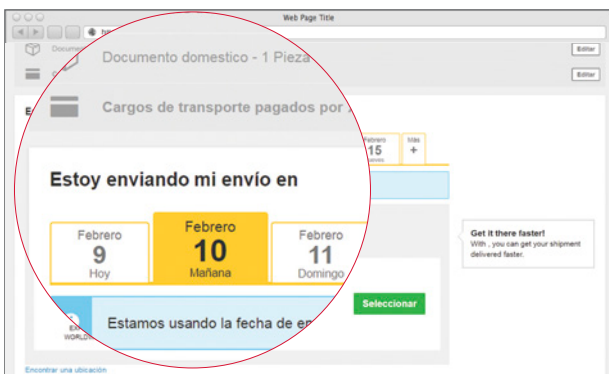 Web Page Title
Documento domestico - 1 Pieza
Editar
Cargos de transporte pagados por
Editar
Estoy enviando mi envío en
Febrero
9
Hoy
Febrero
10
Mañana
Febrero
11
Domingo
Febrero
15
Jueves
Más
+
Estamos usando la fecha de
Seleccionar
Get it there faster!
With , you can get your shipment
delivered faster.
Encontrar una ubicación